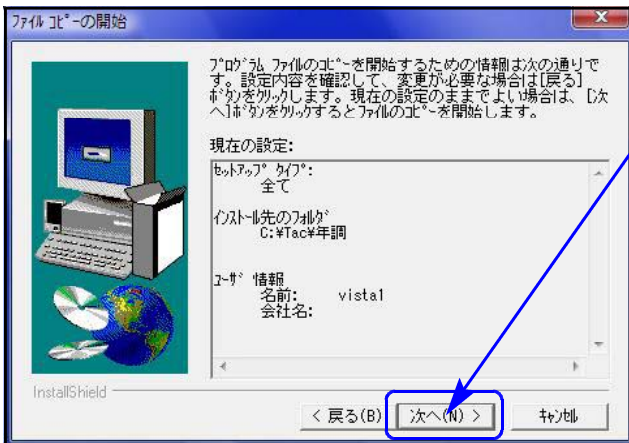 ファイル コピーの開始
プログラム ファイルのコピーを開始するための情報は次の通りで
す。設定内容を確認して、変更が必要な場合は[戻る]
ボタンをクリックします。現在の設定のままでよい場合は、[次
へ]ボタンをクリックするとファイルのコピーを開始します。
現在の設定:
セットアップ タイプ:
全て
インストール先のフォルダ
C:¥Tac¥年調
ユーザ 情報
名前: vista1
会社名:
InstallShield
< 戻る(B)
次へ(N) >
キャンセル